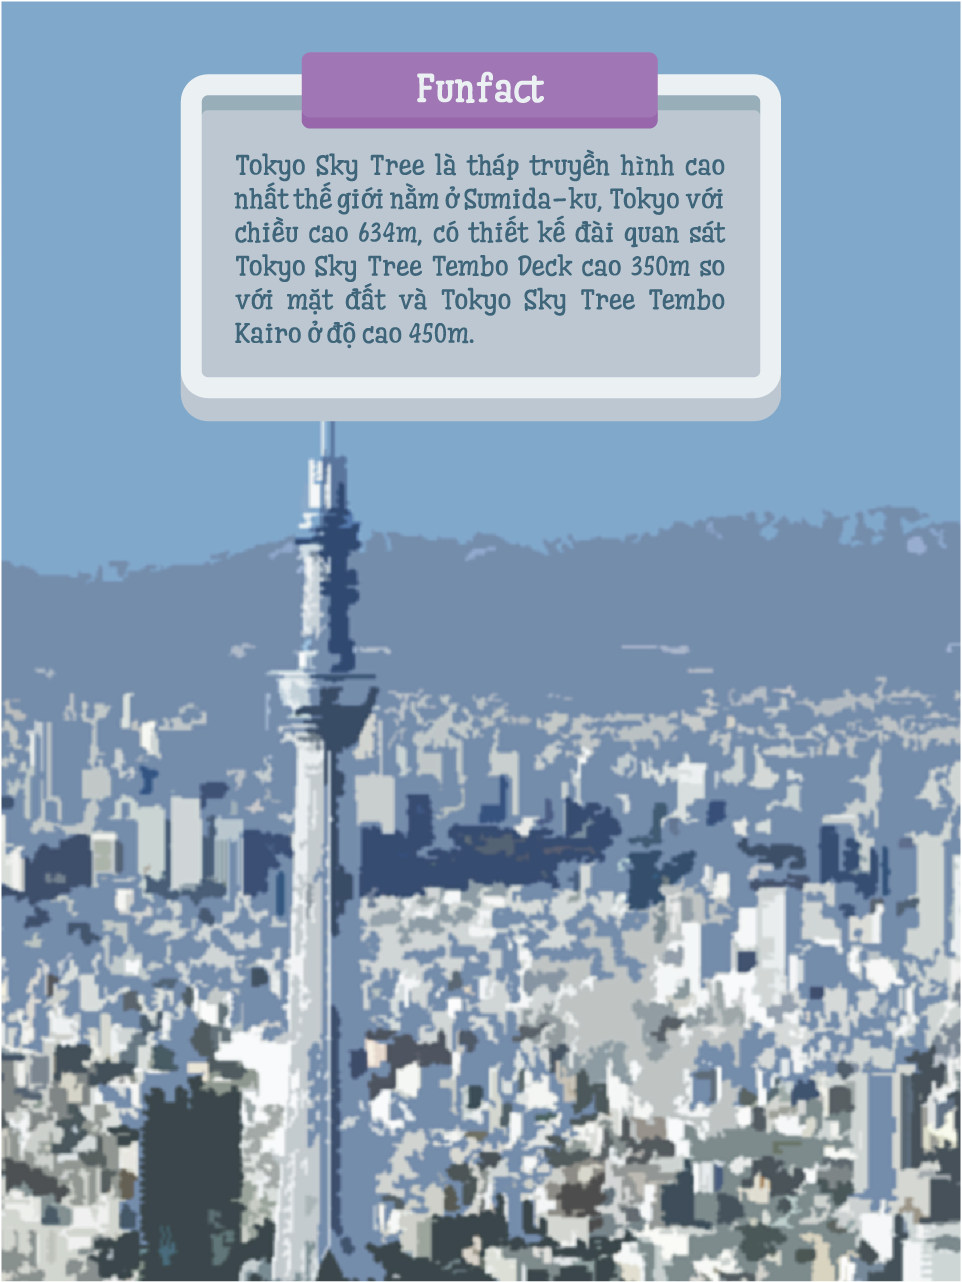 Funfact
Tokyo Sky Tree là tháp truyền hình cao
nhất thế giới nằm ở Sumida-ku, Tokyo với
chiều cao 634m, có thiết kế đài quan sát
Tokyo Sky Tree Tembo Deck cao 350m so
với mặt đất và Tokyo Sky Tree Tembo
Kairo ở độ cao 450m.